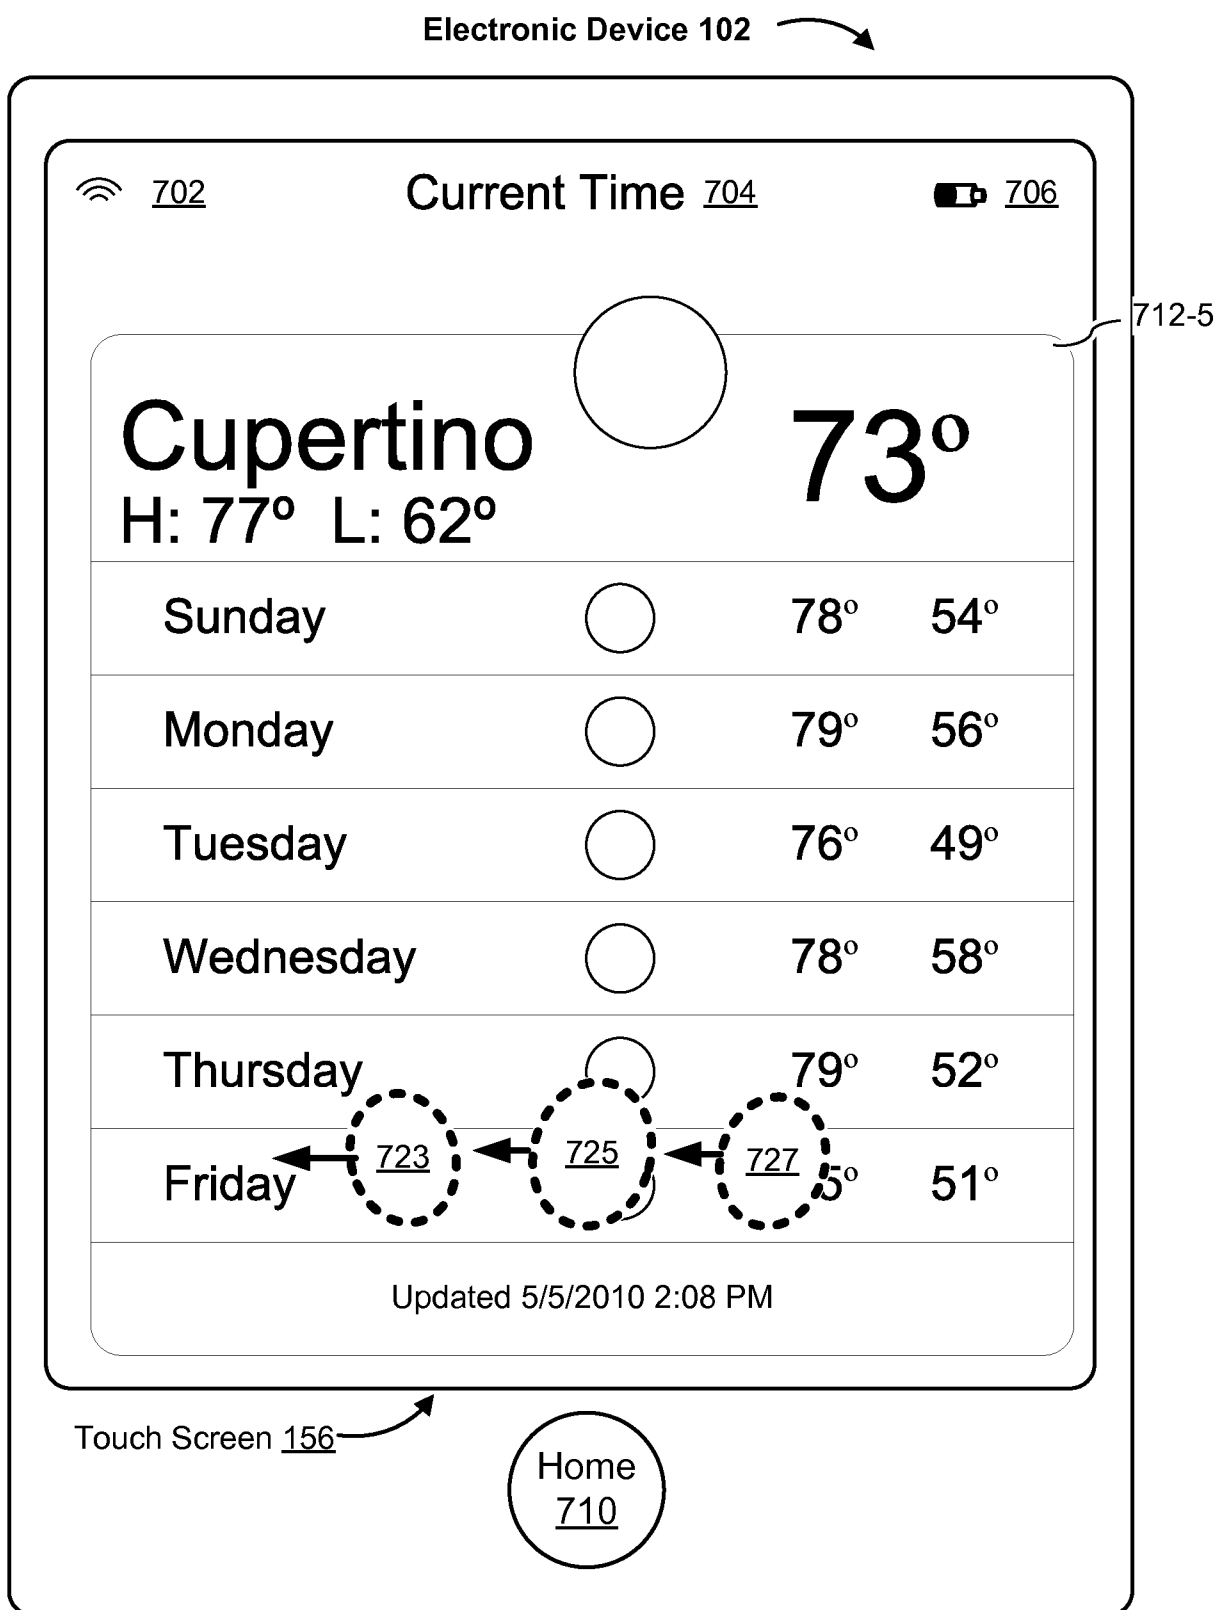 Electronic Device 102
702 Current Time 704 706
712-5
Cupertino 73º
H: 77º L: 62º
Sunday 78º 54º
Monday 79º 56º
Tuesday 76º 49º
Wednesday 78º 58º
Thursday 79º 52º
723 725 727
Friday 5º 51º
Updated 5/5/2010 2:08 PM
Touch Screen 156
Home
710